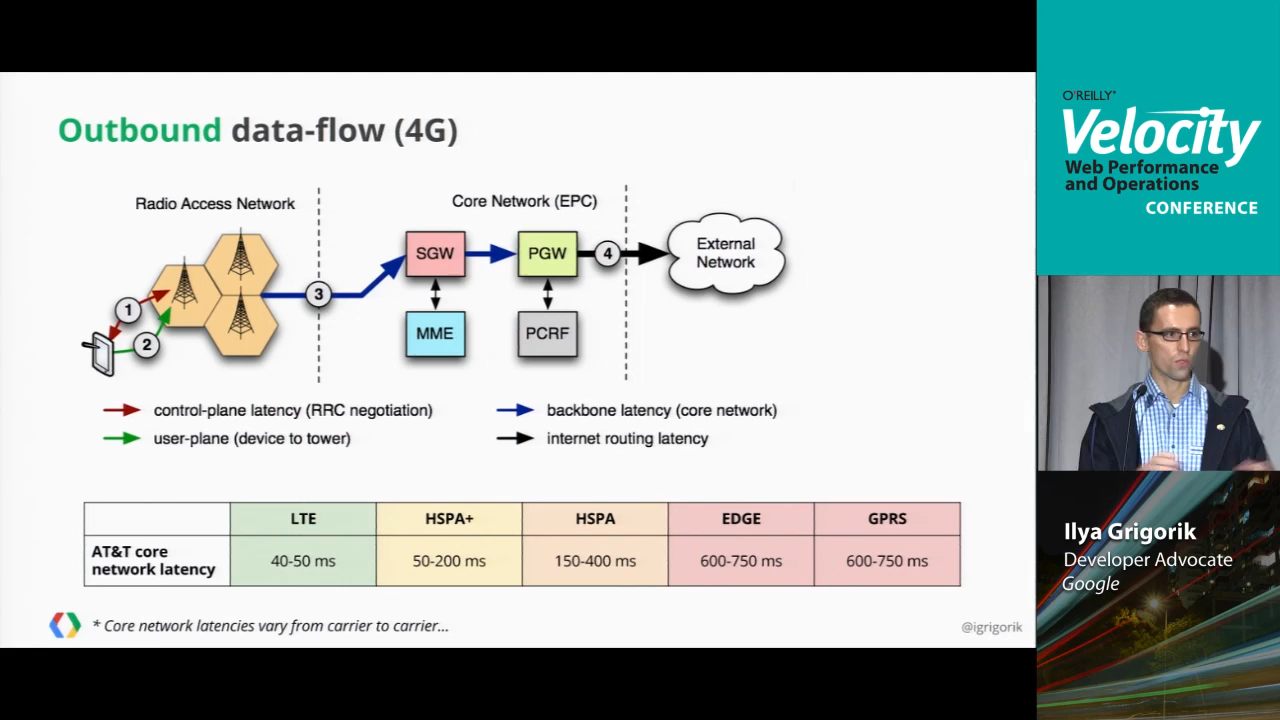 Outbound data-flow (4G)
Radio Access Network
Core Network (EPC)
SGW
PGW
4
External
Network
3
1
2
MME
PCRF
control-plane latency (RRC negotiation)
backbone latency (core network)
user-plane (device to tower)
internet routing latency
LTE
HSPA+
HSPA
EDGE
GPRS
AT&T core
network latency
40-50 ms
50-200 ms
150-400 ms
600-750 ms
600-750 ms
* Core network latencies vary from carrier to carrier...
@igrigorik
O'REILLY®
Velocity
Web Performance
and Operations
CONFERENCE
Ilya Grigorik
Developer Advocate
Google